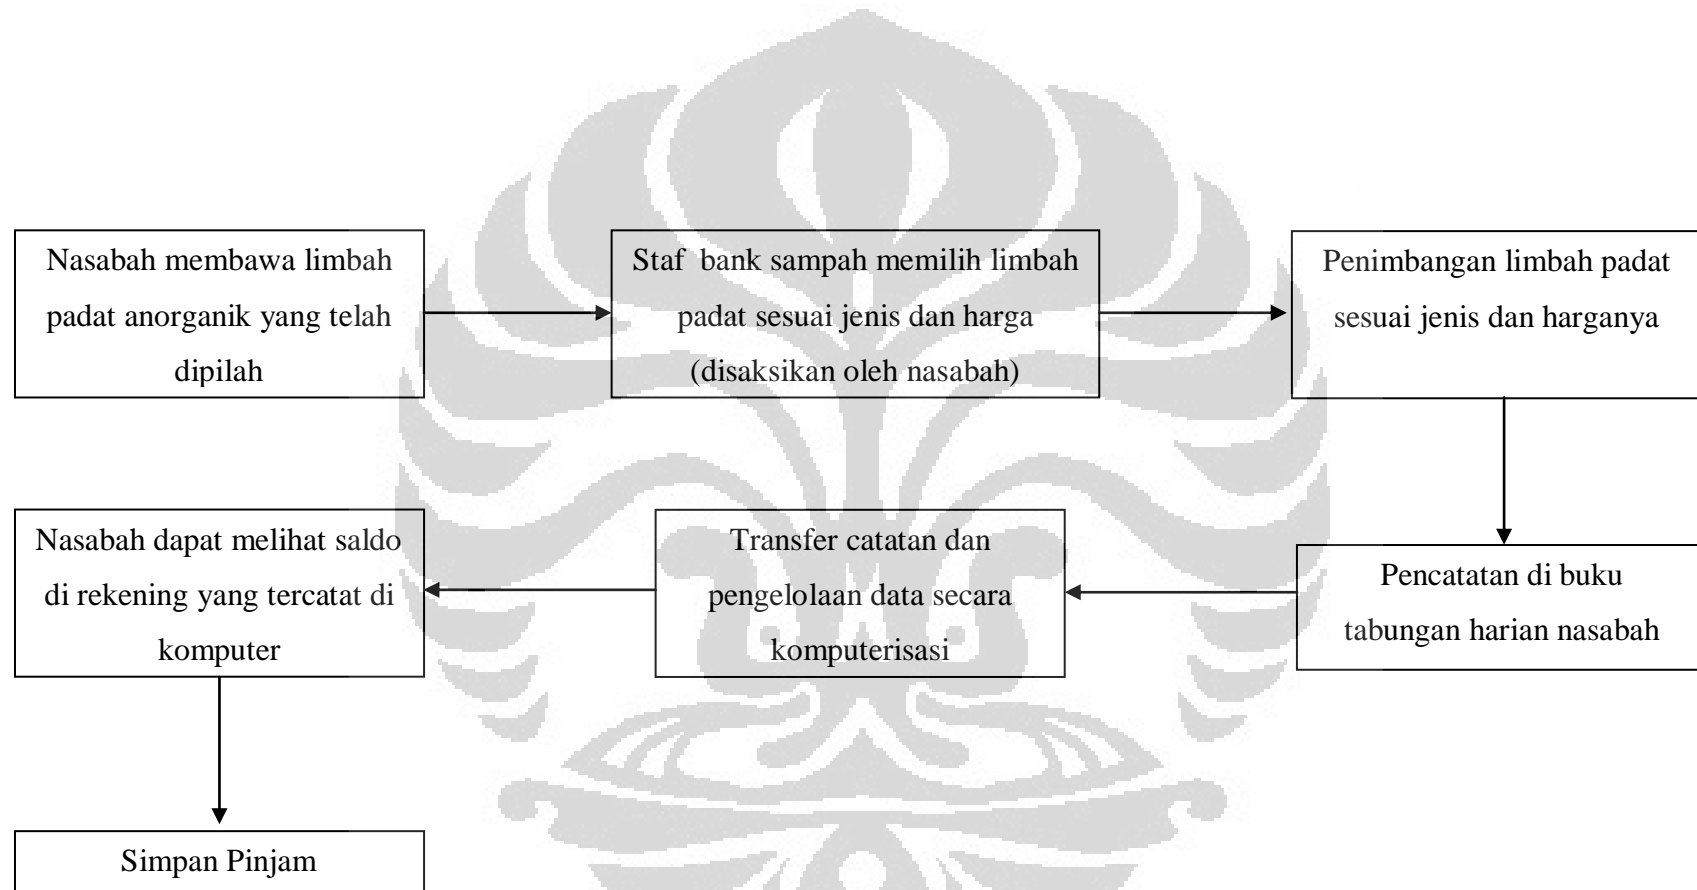 Nasabah membawa limbah
padat anorganik yang telah
dipilah
Staf bank sampah memilih limbah
padat sesuai jenis dan harga
(disaksikan oleh nasabah)
Penimbangan limbah padat
sesuai jenis dan harganya
Pencatatan di buku
tabungan harian nasabah
Transfer catatan dan
pengelolaan data secara
komputerisasi
Nasabah dapat melihat saldo
di rekening yang tercatat di
komputer
Simpan Pinjam